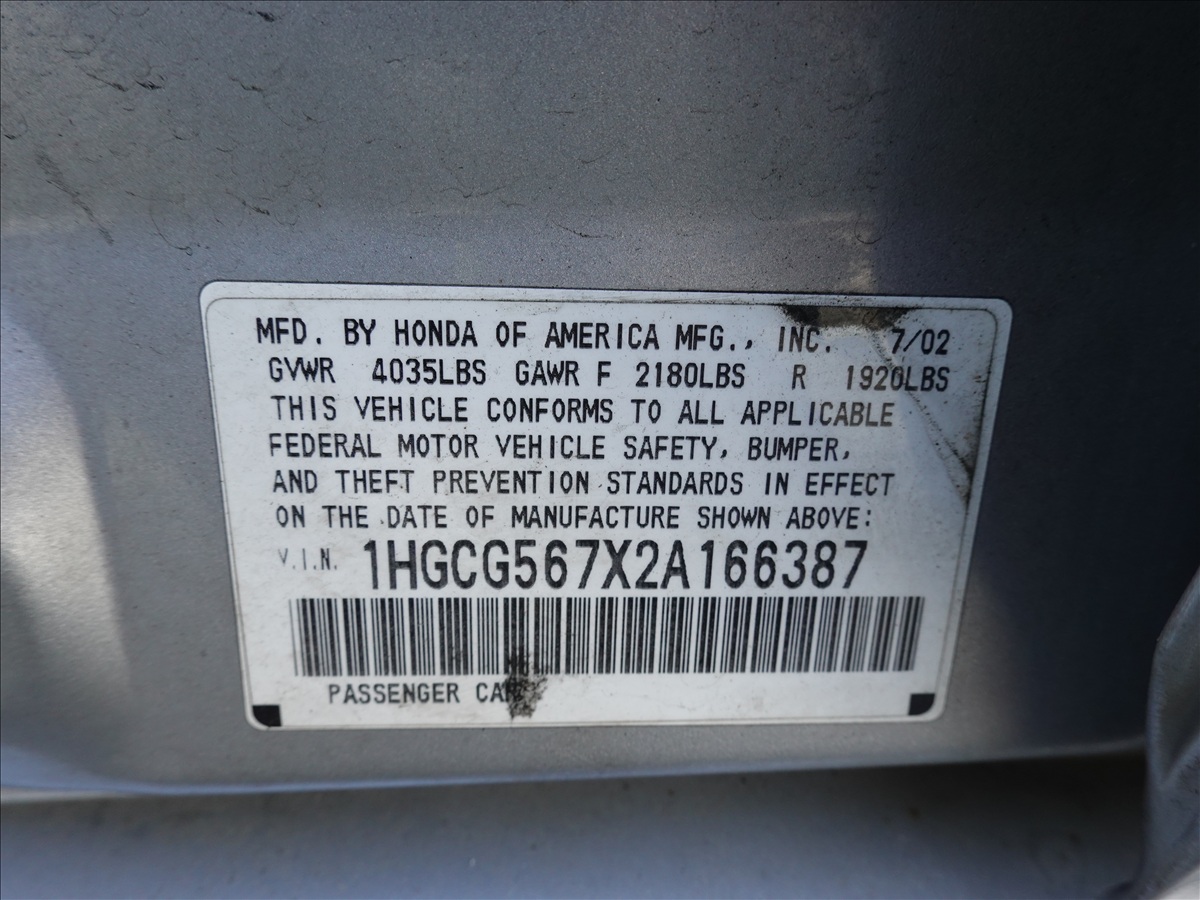 MFD. BY HONDA OF AMERICA MFG., INC. 7/02
GVWR 4035LBS GAWR F 2180LBS R 1920LBS
THIS VEHICLE CONFORMS TO ALL APPLICABLE
FEDERAL MOTOR VEHICLE SAFETY, BUMPER,
AND THEFT PREVENTION STANDARDS IN EFFECT
ON THE DATE OF MANUFACTURE SHOWN ABOVE:
V.I.N. 1HGCG567X2A166387
PASSENGER CAR